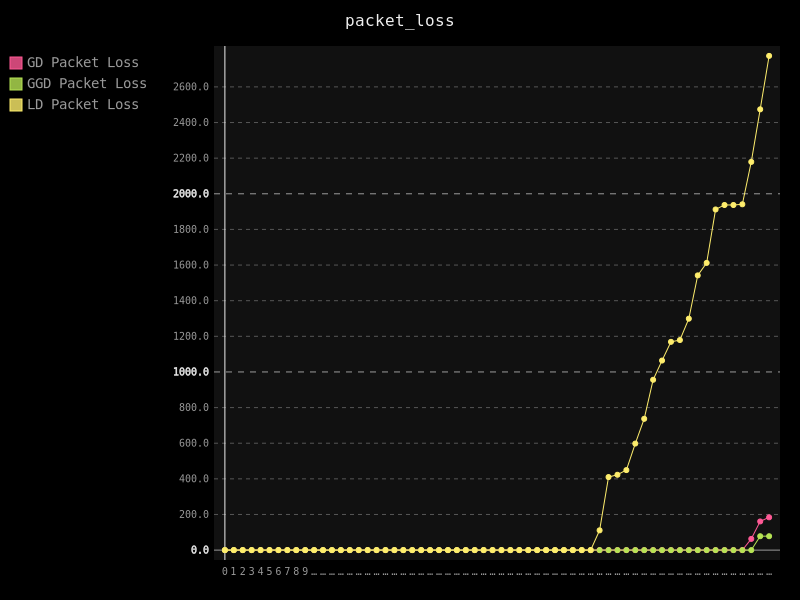 packet_loss
GD Packet Loss
GGD Packet Loss
LD Packet Loss
2600.0
2400.0
2200.0
2000.0
1800.0
1600.0
1400.0
1200.0
1000.0
800.0
600.0
400.0
200.0
0.0
0 1 2 3 4 5 6 7 8 9 … … … … … … … … … … … … … … … … … … … … … … … … … … … … … … … … … … … … … … … … … … … … … … … … … … … …